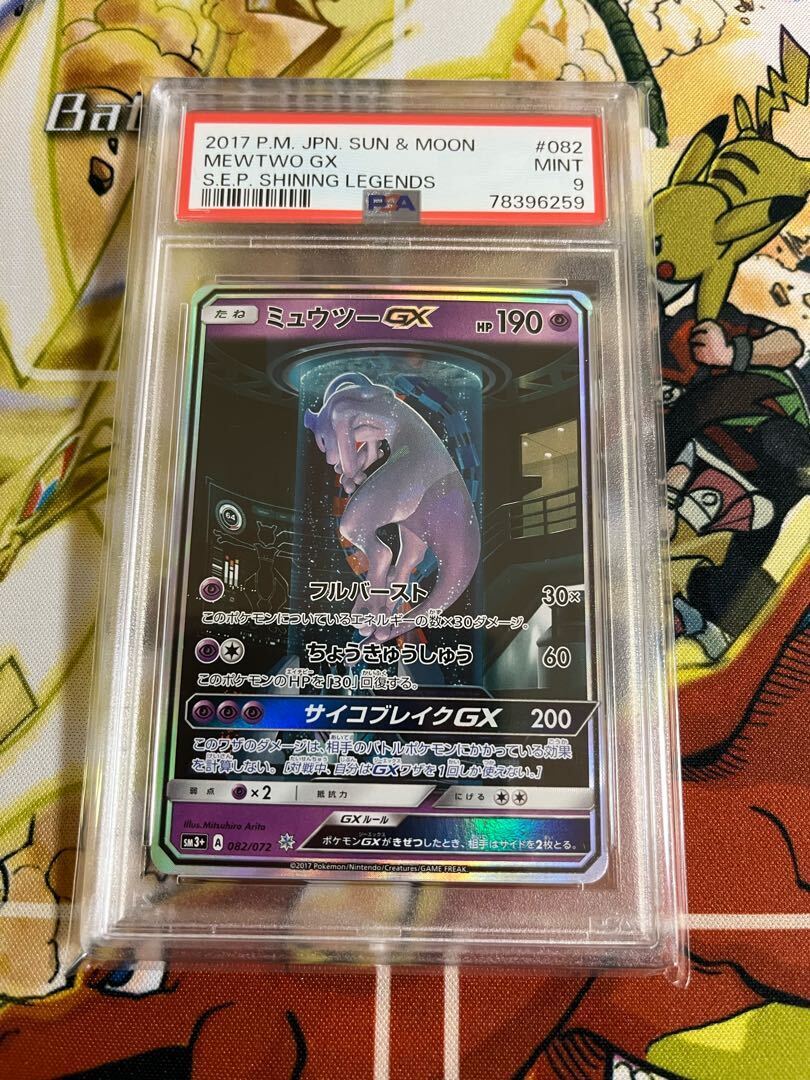 Bat
2017 P.M. JPN. SUN & MOON #082
MEWTWO GX MINT
S.E.P. SHINING LEGENDS 9
PSA 78396259
たね ミュウツーGX HP 190
64
フルバースト 30×
このポケモンについているエネルギーの数×30ダメージ。
ちょうきゅうしゅう 60
このポケモンのHPを「30」回復する。
サイコブレイクGX 200
このワザのダメージは、相手のバトルポケモンにかかっている効果
を計算しない。[対戦中、自分はGXワザを1回しか使えない。]
弱点 ×2 抵抗力 にげる
Illus.Mitsuhiro Arita GXルール
SM3+ A 082/072 ポケモンGXがきぜつしたとき、相手はサイドを2枚とる。
©2017 Pokémon/Nintendo/Creatures/GAME FREAK.